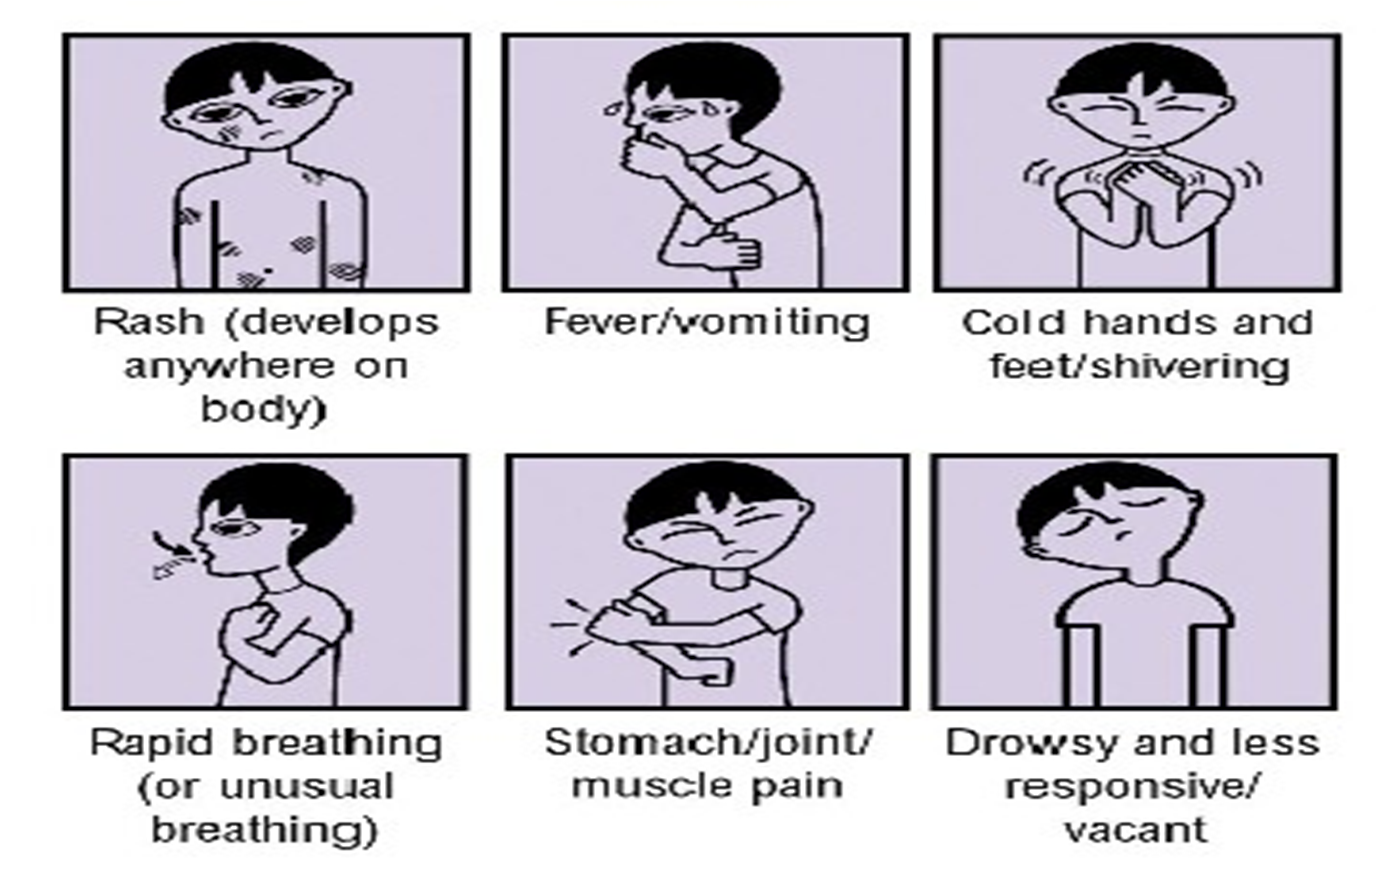 Rash (develops
anywhere on
body)
Fever/vomiting
Cold hands and
feet/shivering
Rapid breathing
(or unusual
breathing)
Stomach/joint/
muscle pain
Drowsy and less
responsive/
vacant